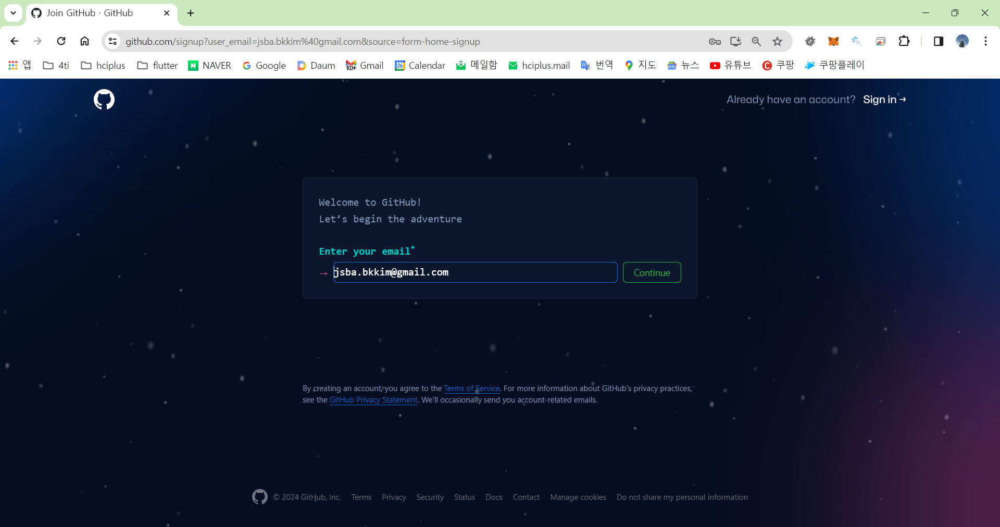 Join GitHub · GitHub
github.com/signup?user_email=jsba.bkkim%40gmail.com&source=form-home-signup
앱 4ti hciplus flutter NAVER Google Daum Gmail Calendar 메일함 hciplus.mail 번역 지도 뉴스 유튜브 쿠팡 쿠팡플레이
Already have an account? Sign in →
Welcome to GitHub!
Let’s begin the adventure
Enter your email*
→ jsba.bkkim@gmail.com Continue
By creating an account, you agree to the Terms of Service. For more information about GitHub's privacy practices,
see the GitHub Privacy Statement. We'll occasionally send you account-related emails.
© 2024 GitHub, Inc. Terms Privacy Security Status Docs Contact Manage cookies Do not share my personal information